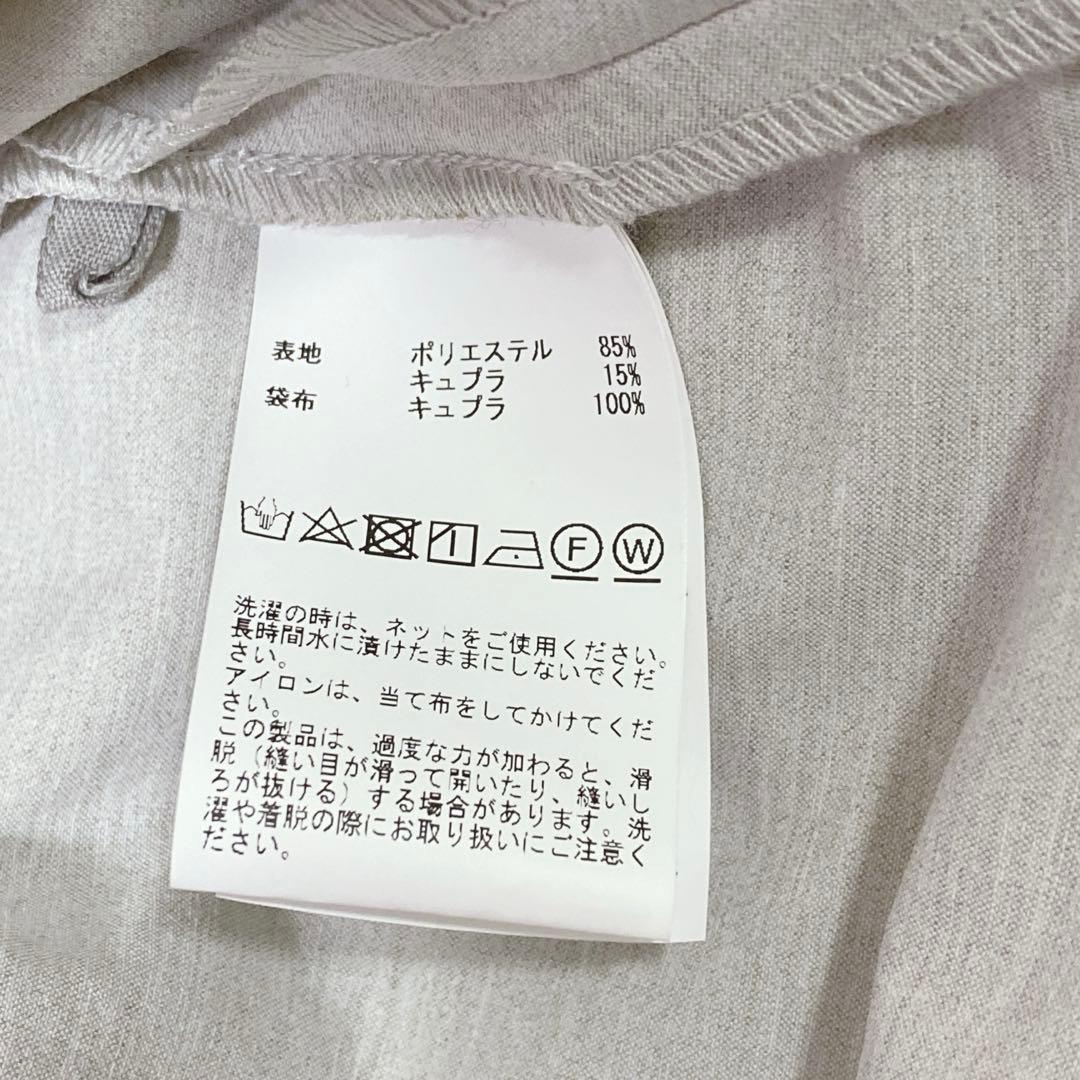 表地 ポリエステル 85%
キュプラ 15%
袋布 キュプラ 100%
F W
洗濯の時は、ネットをご使用ください。
長時間水に漬けたままにしないでくだ
さい。
アイロンは、当て布をしてかけてくだ
さい。
この製品は、過度な力が加わると、滑
脱（縫い目が滑って開いたり、縫いし
ろが抜ける）する場合があります。洗
濯や着脱の際にお取り扱いにご注意く
ださい。